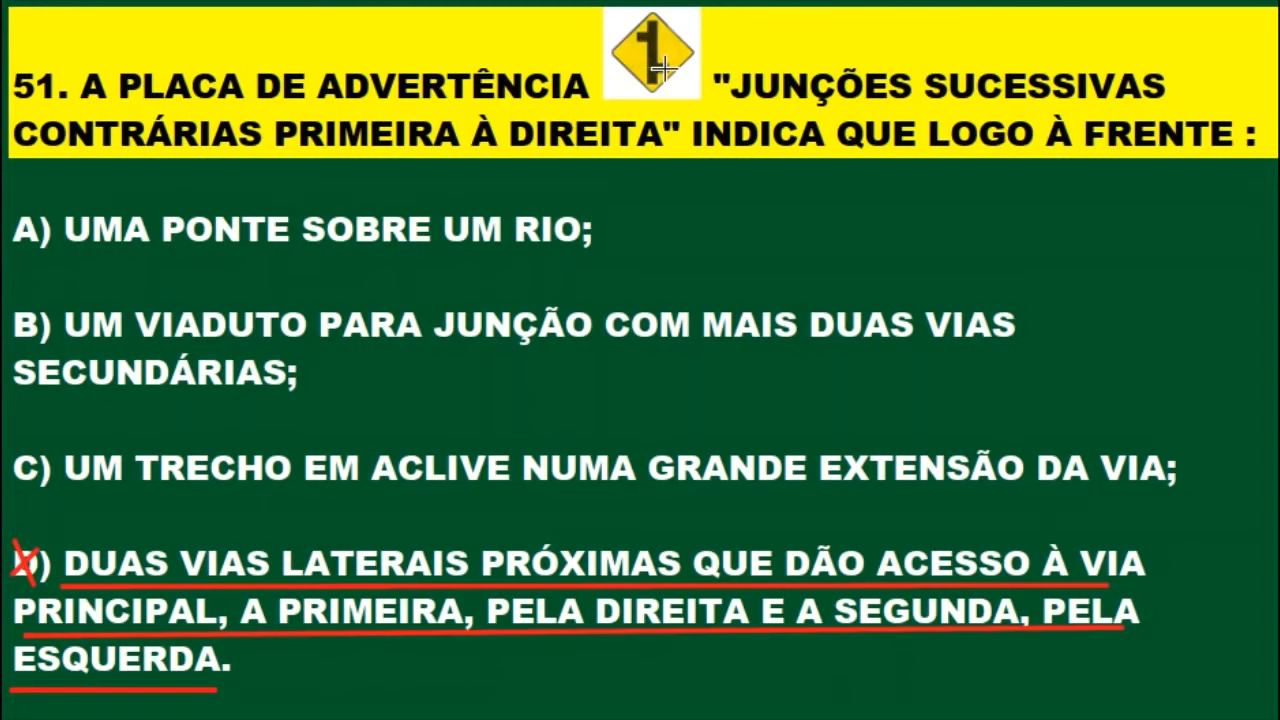 51. A PLACA DE ADVERTÊNCIA "JUNÇÕES SUCESSIVAS
CONTRÁRIAS PRIMEIRA À DIREITA" INDICA QUE LOGO À FRENTE :
A) UMA PONTE SOBRE UM RIO;
B) UM VIADUTO PARA JUNÇÃO COM MAIS DUAS VIAS
SECUNDÁRIAS;
C) UM TRECHO EM ACLIVE NUMA GRANDE EXTENSÃO DA VIA;
D) DUAS VIAS LATERAIS PRÓXIMAS QUE DÃO ACESSO À VIA
PRINCIPAL, A PRIMEIRA, PELA DIREITA E A SEGUNDA, PELA
ESQUERDA.